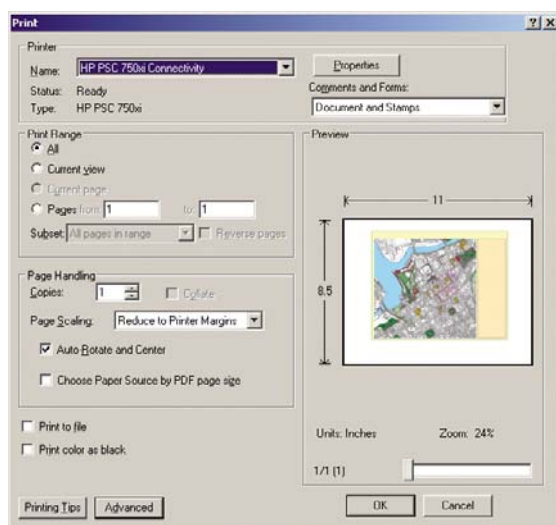 Print
Printer
Name: HP PSC 750xi Connectivity
Properties
Status: Ready
Comments and Forms:
Type: HP PSC 750xi
Document and Stamps
Print Range
All
Current view
Current page
Pages from: 1 to: 1
Subset: All pages in range Reverse pages
Page Handling
Copies: 1 Collate
Page Scaling: Reduce to Printer Margins
Auto-Rotate and Center
Choose Paper Source by PDF page size
Print to file
Print color as black
Printing Tips Advanced
Preview
11
8.5
Units: Inches Zoom: 24%
1/1 (1)
OK Cancel